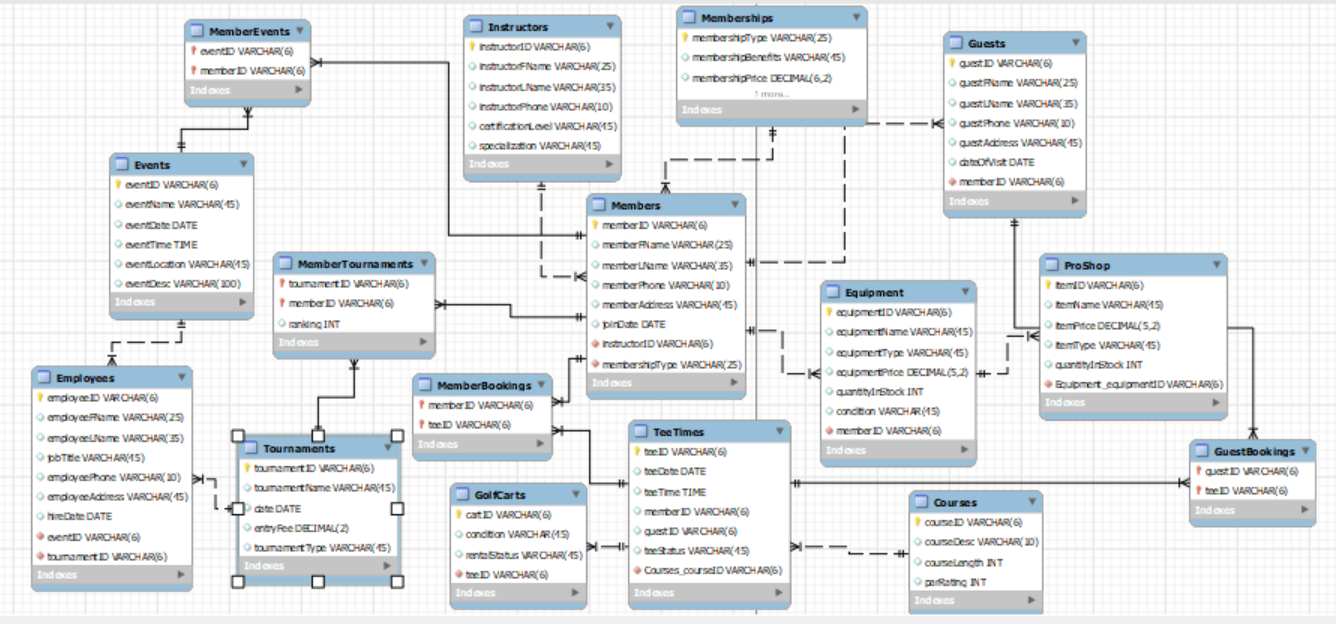 MemberEvents
eventID VARCHAR(6)
memberID VARCHAR(6)
Indexes
Instructors
instructorID VARCHAR(6)
instructorFName VARCHAR(25)
instructorLName VARCHAR(35)
instructorPhone VARCHAR(10)
certificationLevel VARCHAR(45)
specialization VARCHAR(45)
Indexes
Memberships
membershipType VARCHAR(25)
membershipBenefits VARCHAR(45)
membershipPrice DECIMAL(6,2)
1 more...
Indexes
Guests
guestID VARCHAR(6)
guestFName VARCHAR(25)
guestLName VARCHAR(35)
guestPhone VARCHAR(10)
guestAddress VARCHAR(45)
dateOfVisit DATE
memberID VARCHAR(6)
Indexes
Events
eventID VARCHAR(6)
eventName VARCHAR(45)
eventDate DATE
eventTime TIME
eventLocation VARCHAR(45)
eventDesc VARCHAR(100)
Indexes
Members
memberID VARCHAR(6)
memberFName VARCHAR(25)
memberLName VARCHAR(35)
memberPhone VARCHAR(10)
memberAddress VARCHAR(45)
joinDate DATE
instructorID VARCHAR(6)
membershipType VARCHAR(25)
Indexes
MemberTournaments
tournamentID VARCHAR(6)
memberID VARCHAR(6)
ranking INT
Indexes
Equipment
equipmentID VARCHAR(6)
equipmentName VARCHAR(45)
equipmentType VARCHAR(45)
equipmentPrice DECIMAL(5,2)
quantityInStock INT
condition VARCHAR(45)
memberID VARCHAR(6)
Indexes
ProShop
itemID VARCHAR(6)
itemName VARCHAR(45)
itemPrice DECIMAL(5,2)
itemType VARCHAR(45)
quantityInStock INT
Equipment_equipmentID VARCHAR(6)
Indexes
Employees
employeeID VARCHAR(6)
employeeFName VARCHAR(25)
employeeLName VARCHAR(35)
jobTitle VARCHAR(45)
employeePhone VARCHAR(10)
employeeAddress VARCHAR(45)
hireDate DATE
eventID VARCHAR(6)
tournamentID VARCHAR(6)
Indexes
Tournaments
tournamentID VARCHAR(6)
tournamentName VARCHAR(45)
date DATE
entryFee DECIMAL(2)
tournamentType VARCHAR(45)
Indexes
MemberBookings
memberID VARCHAR(6)
teeID VARCHAR(6)
Indexes
GolfCarts
cartID VARCHAR(6)
condition VARCHAR(45)
rentalStatus VARCHAR(45)
teeID VARCHAR(6)
Indexes
TeeTimes
teeID VARCHAR(6)
teeDate DATE
teeTime TIME
memberID VARCHAR(6)
guestID VARCHAR(6)
teeStatus VARCHAR(45)
Courses_courseID VARCHAR(6)
Indexes
Courses
courseID VARCHAR(6)
courseDesc VARCHAR(10)
courseLength INT
parRating INT
Indexes
GuestBookings
guestID VARCHAR(6)
teeID VARCHAR(6)
Indexes